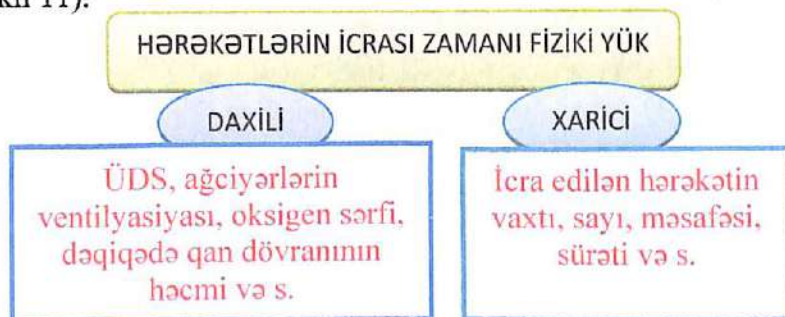 HƏRƏKƏTLƏRİN İCRASI ZAMANI FİZİKİ YÜK
DAXİLİ
XARİCİ
ÜDS, ağciyərlərin
ventilyasiyası, oksigen sərfi,
dəqiqədə qan dövranının
həcmi və s.
İcra edilən hərəkətin
vaxtı, sayı, məsafəsi,
sürəti və s.